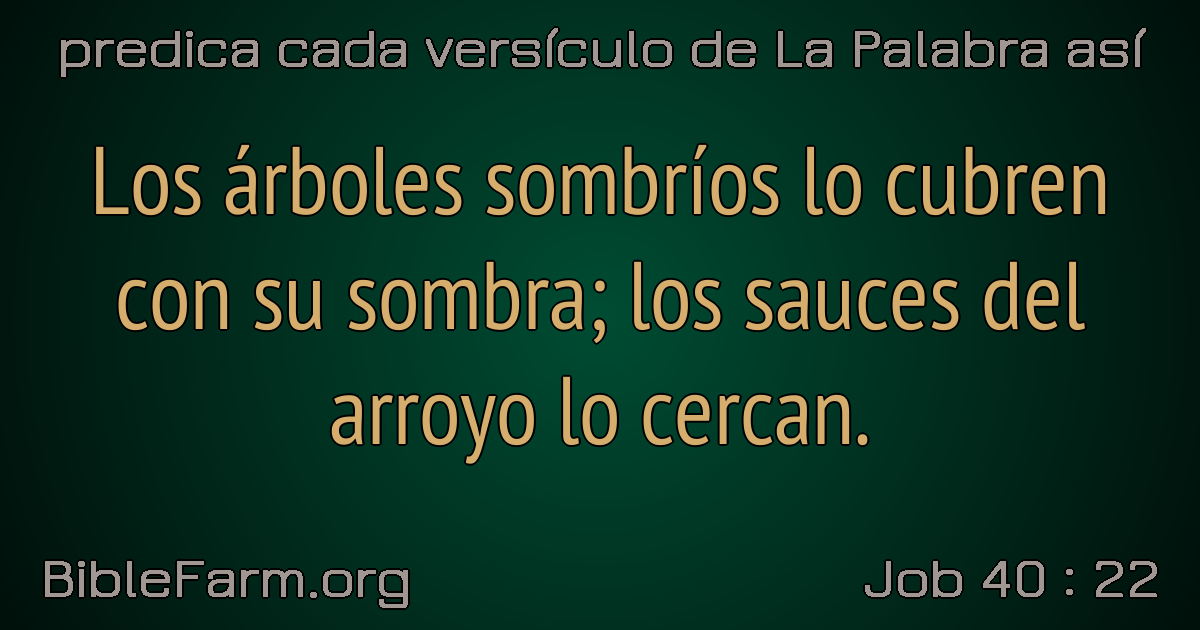 predica cada versículo de La Palabra así
Los árboles sombríos lo cubren
con su sombra; los sauces del
arroyo lo cercan.
BibleFarm.org
Job 40 : 22